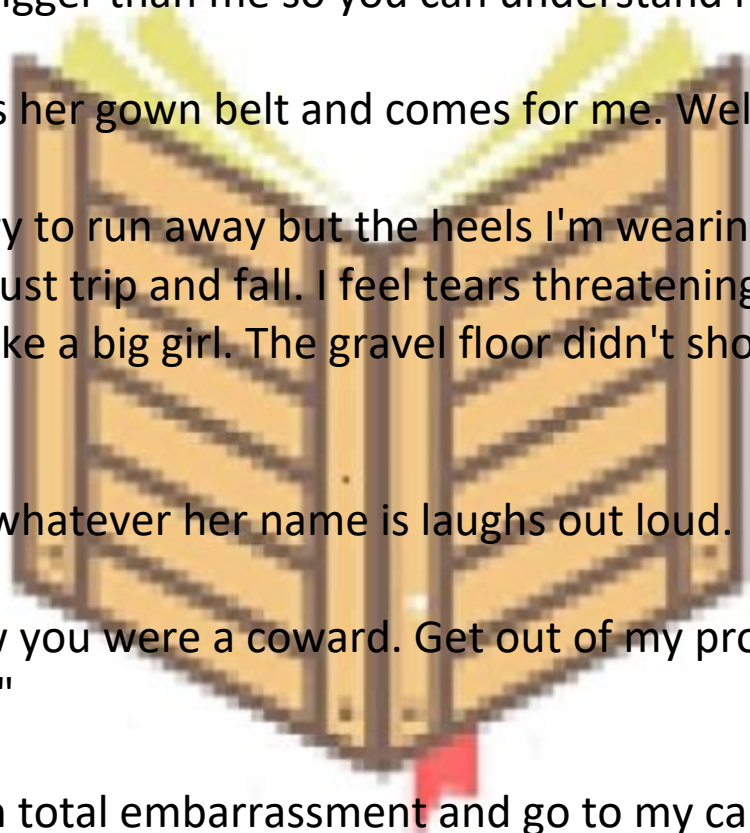 igger than me so you can understand
s her gown belt and comes for me. Wel
y to run away but the heels I'm wearin
ust trip and fall. I feel tears threatening
ke a big girl. The gravel floor didn't sho
whatever her name is laughs out loud.
you were a coward. Get out of my pro
"
total embarrassment and go to my ca